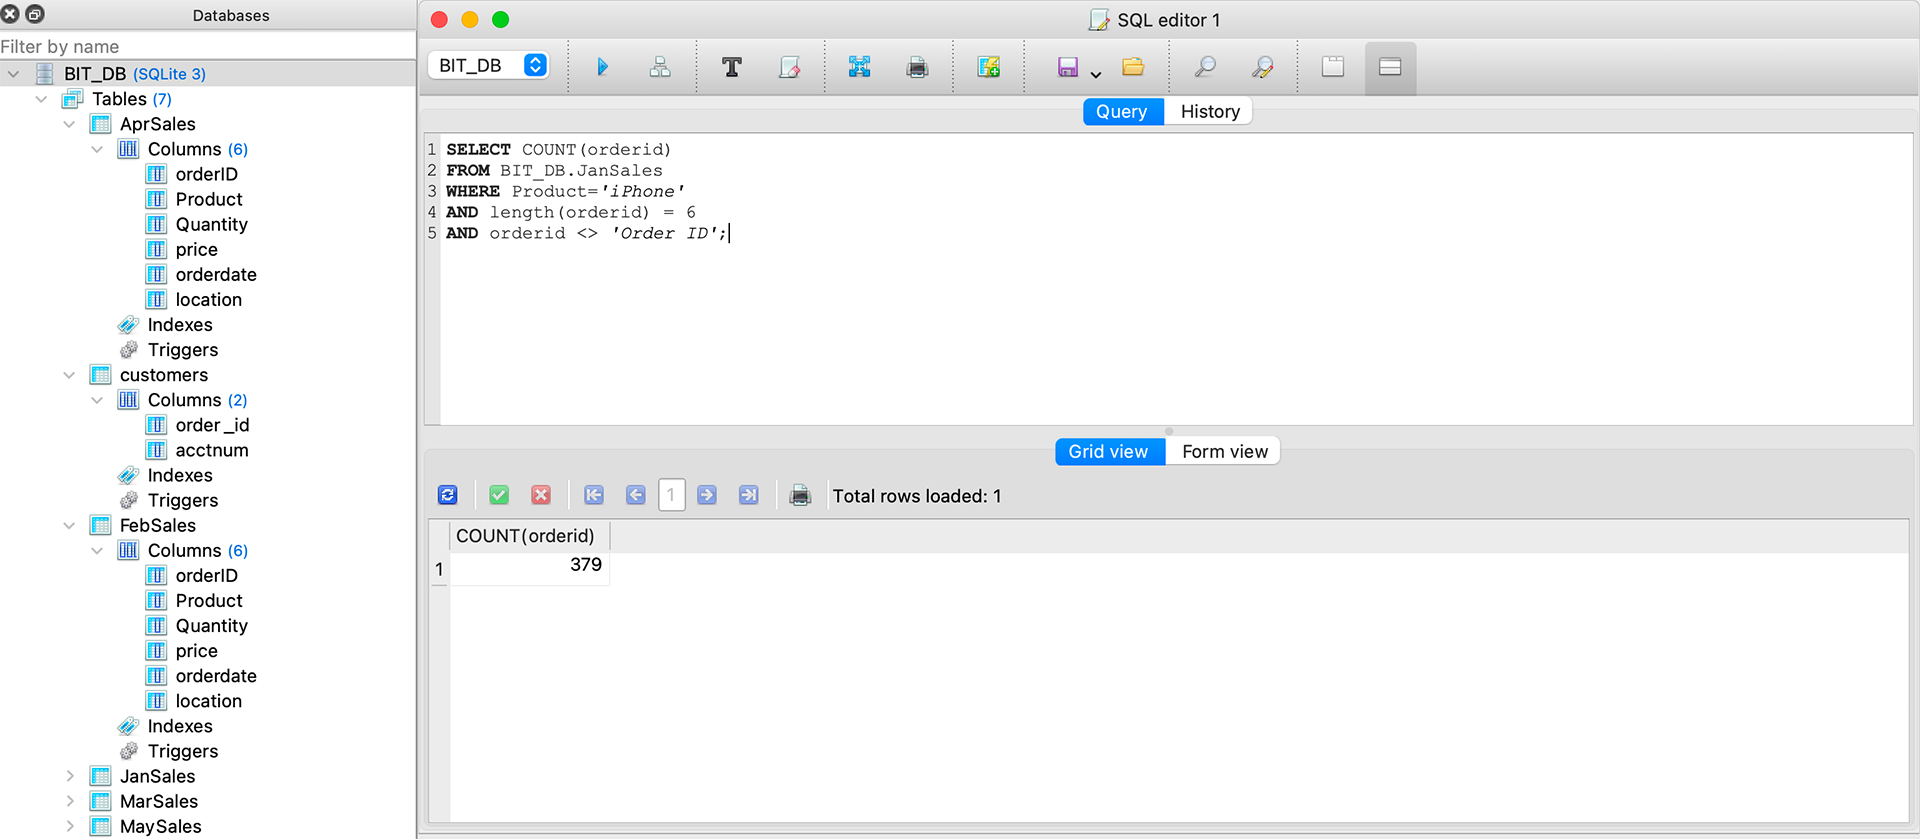 Databases
Filter by name
BIT_DB (SQLite 3)
Tables (7)
AprSales
Columns (6)
orderID
Product
Quantity
price
orderdate
location
Indexes
Triggers
customers
Columns (2)
order_id
acctnum
Indexes
Triggers
FebSales
Columns (6)
orderID
Product
Quantity
price
orderdate
location
Indexes
Triggers
JanSales
MarSales
MaySales
SQL editor 1
BIT_DB
Query History
1 SELECT COUNT(orderid)
2 FROM BIT_DB.JanSales
3 WHERE Product='iPhone'
4 AND length(orderid) = 6
5 AND orderid <> 'Order ID';
Grid view Form view
1 Total rows loaded: 1
COUNT(orderid)
1 379